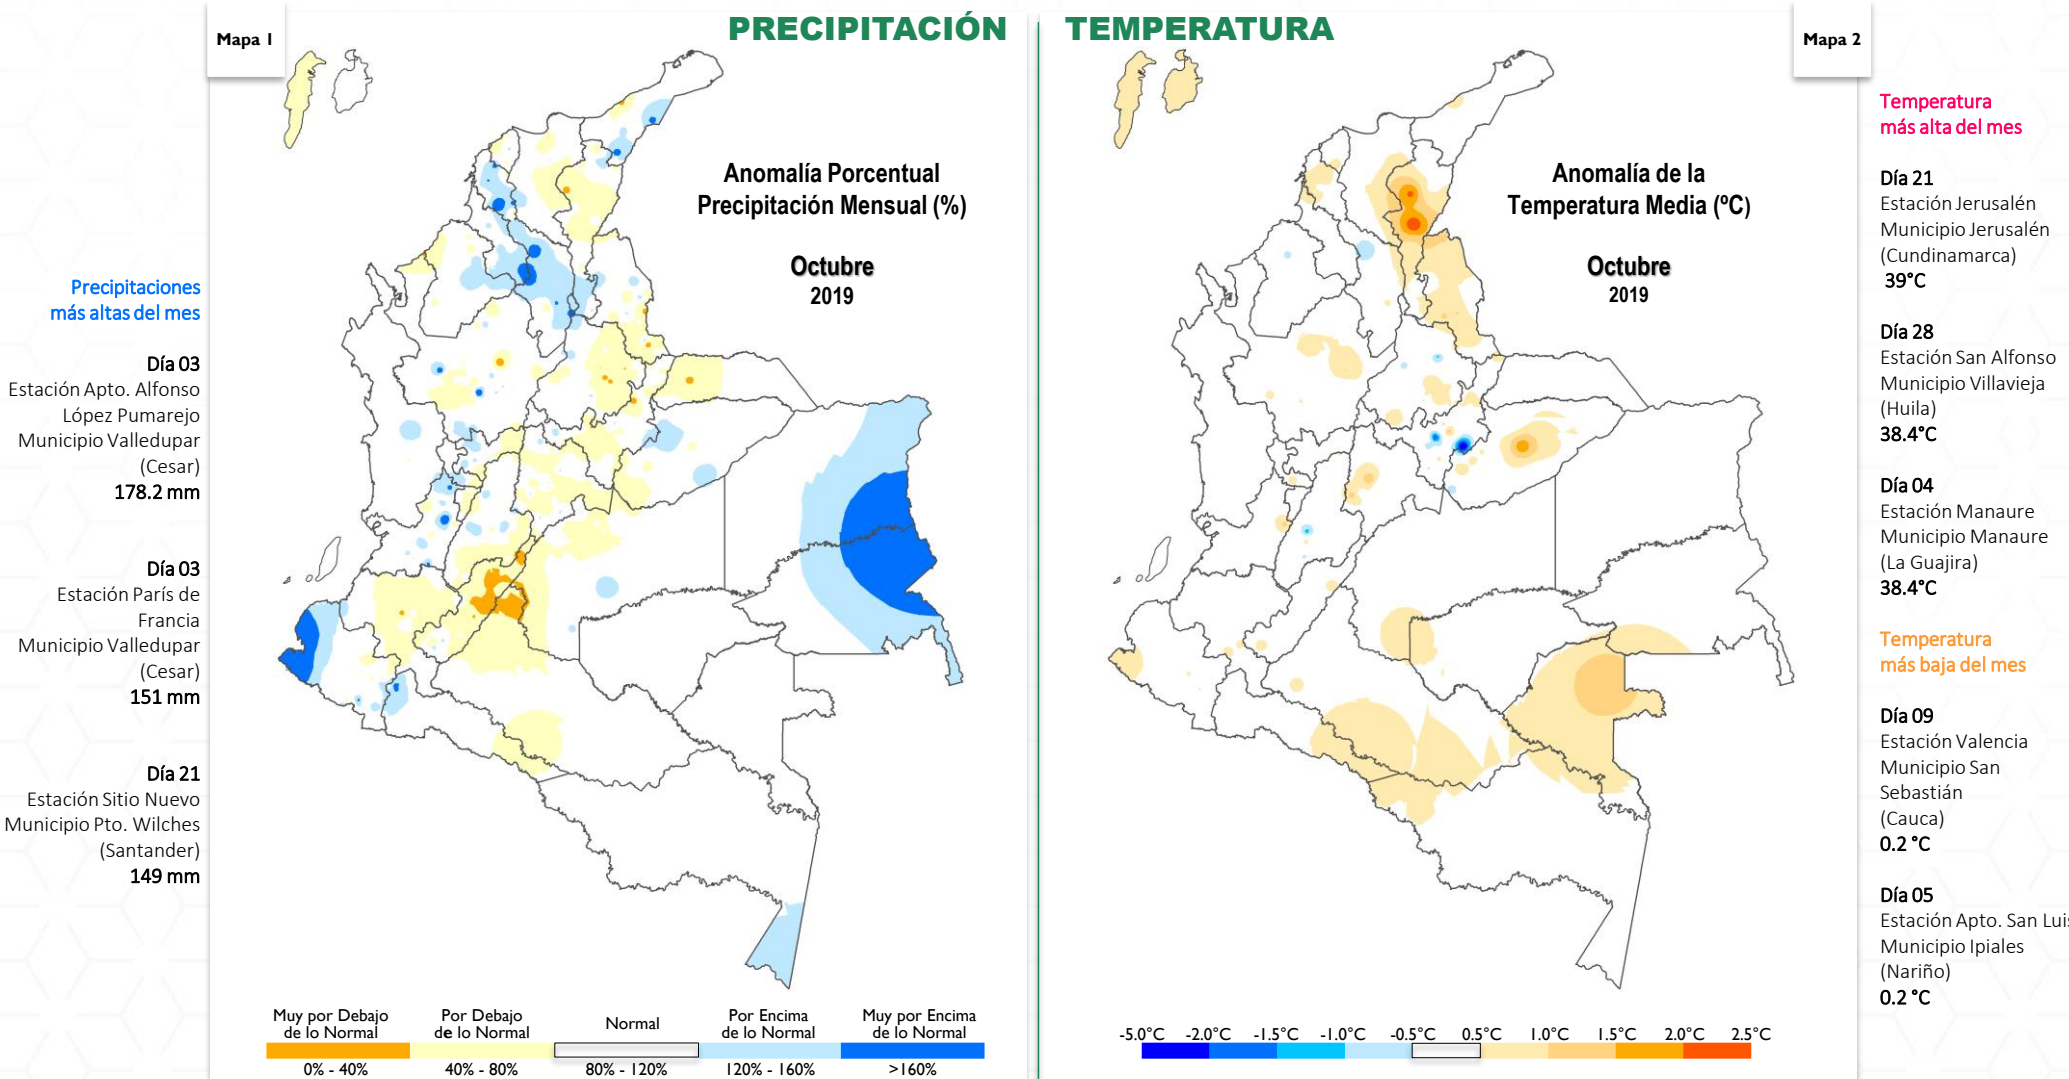 Mapa 1
PRECIPITACIÓN
Anomalía Porcentual
Precipitación Mensual (%)
Octubre
2019
Precipitaciones
más altas del mes
Día 03
Estación Apto. Alfonso
López Pumarejo
Municipio Valledupar
(Cesar)
178.2 mm
Día 03
Estación París de
Francia
Municipio Valledupar
(Cesar)
151 mm
Día 21
Estación Sitio Nuevo
Municipio Pto. Wilches
(Santander)
149 mm
Muy por Debajo
de lo Normal
0% - 40%
Por Debajo
de lo Normal
40% - 80%
Normal
80% - 120%
Por Encima
de lo Normal
120% - 160%
Muy por Encima
de lo Normal
>160%
TEMPERATURA
Mapa 2
Anomalía de la
Temperatura Media (ºC)
Octubre
2019
-5.0°C -2.0°C -1.5°C -1.0°C -0.5°C 0.5°C 1.0°C 1.5°C 2.0°C 2.5°C
Temperatura
más alta del mes
Día 21
Estación Jerusalén
Municipio Jerusalén
(Cundinamarca)
39°C
Día 28
Estación San Alfonso
Municipio Villavieja
(Huila)
38.4°C
Día 04
Estación Manaure
Municipio Manaure
(La Guajira)
38.4°C
Temperatura
más baja del mes
Día 09
Estación Valencia
Municipio San
Sebastián
(Cauca)
0.2 °C
Día 05
Estación Apto. San Luis
Municipio Ipiales
(Nariño)
0.2 °C